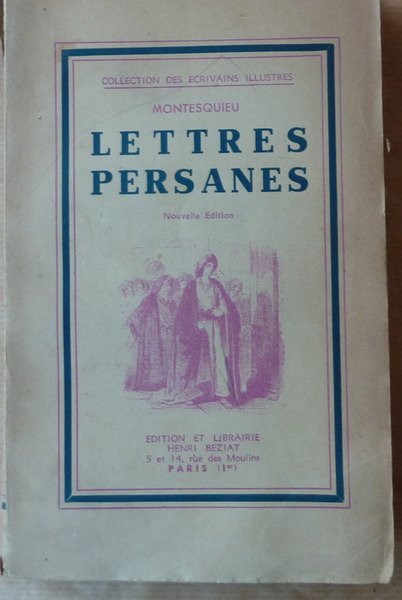 COLLECTION DES ECRIVAINS ILLUSTRES
MONTESQUIEU
LETTRES
PERSANES
Nouvelle Edition
EDITION ET LIBRAIRIE
HENRI BEZIAT
5 et 14, rue des Moulins
PARIS (1er)